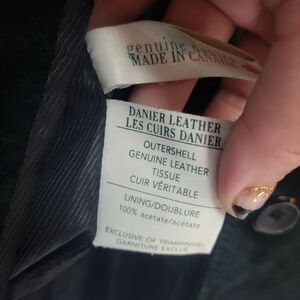 genuine
MADE IN CANADA
DANIER LEATHER
LES CUIRS DANIER
OUTERSHELL
GENUINE LEATHER
TISSUE
CUIR VÉRITABLE
LINING/DOUBLURE
100% acetate/acétate
EXCLUSIVE OF TRIMMINGS
GARNITURE EXCLUE